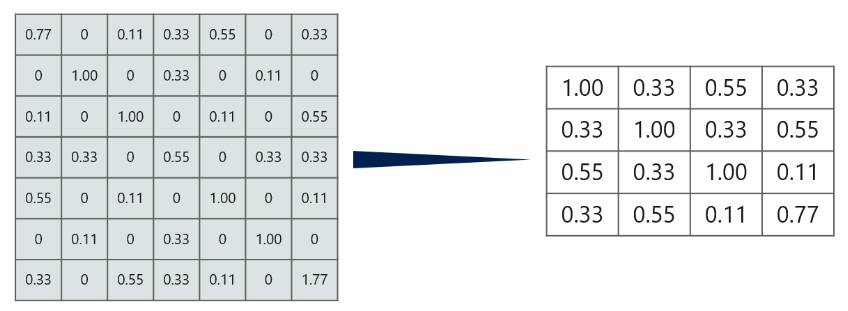 0.77 0 0.11 0.33 0.55 0 0.33
0 1.00 0 0.33 0 0.11 0
0.11 0 1.00 0 0.11 0 0.55
0.33 0.33 0 0.55 0 0.33 0.33
0.55 0 0.11 0 1.00 0 0.11
0 0.11 0 0.33 0 1.00 0
0.33 0 0.55 0.33 0.11 0 1.77
1.00 0.33 0.55 0.33
0.33 1.00 0.33 0.55
0.55 0.33 1.00 0.11
0.33 0.55 0.11 0.77